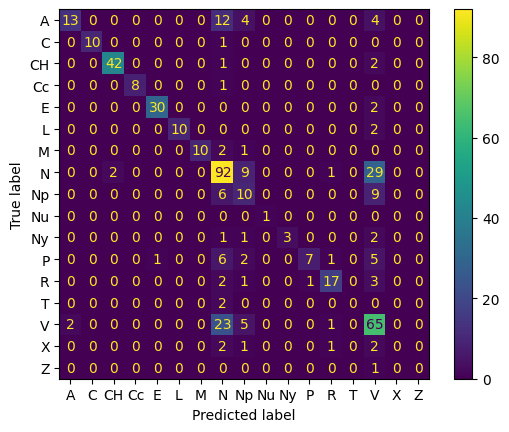 A 13 0 0 0 0 0 0 12 4 0 0 0 0 0 4 0 0
C 0 10 0 0 0 0 0 1 0 0 0 0 0 0 0 0 0
CH 0 0 42 0 0 0 0 1 0 0 0 0 0 0 2 0 0
Cc 0 0 0 8 0 0 0 1 0 0 0 0 0 0 0 0 0
E 0 0 0 0 30 0 0 0 0 0 0 0 0 0 2 0 0
L 0 0 0 0 0 10 0 0 0 0 0 0 0 0 2 0 0
M 0 0 0 0 0 0 10 2 1 0 0 0 0 0 0 0 0
N 0 0 2 0 0 0 0 92 9 0 0 0 1 0 29 0 0
Np 0 0 0 0 0 0 0 6 10 0 0 0 0 0 9 0 0
Nu 0 0 0 0 0 0 0 0 0 1 0 0 0 0 0 0 0
Ny 0 0 0 0 0 0 0 1 1 0 3 0 0 0 2 0 0
P 0 0 0 0 1 0 0 6 2 0 0 7 1 0 5 0 0
R 0 0 0 0 0 0 0 2 1 0 0 1 17 0 3 0 0
T 0 0 0 0 0 0 0 2 0 0 0 0 0 0 0 0 0
V 2 0 0 0 0 0 0 23 5 0 0 0 1 0 65 0 0
X 0 0 0 0 0 0 0 2 1 0 0 0 1 0 2 0 0
Z 0 0 0 0 0 0 0 0 0 0 0 0 0 0 1 0 0
A C CH Cc E L M N Np Nu Ny P R T V X Z
Predicted label
True label
80
60
40
20
0